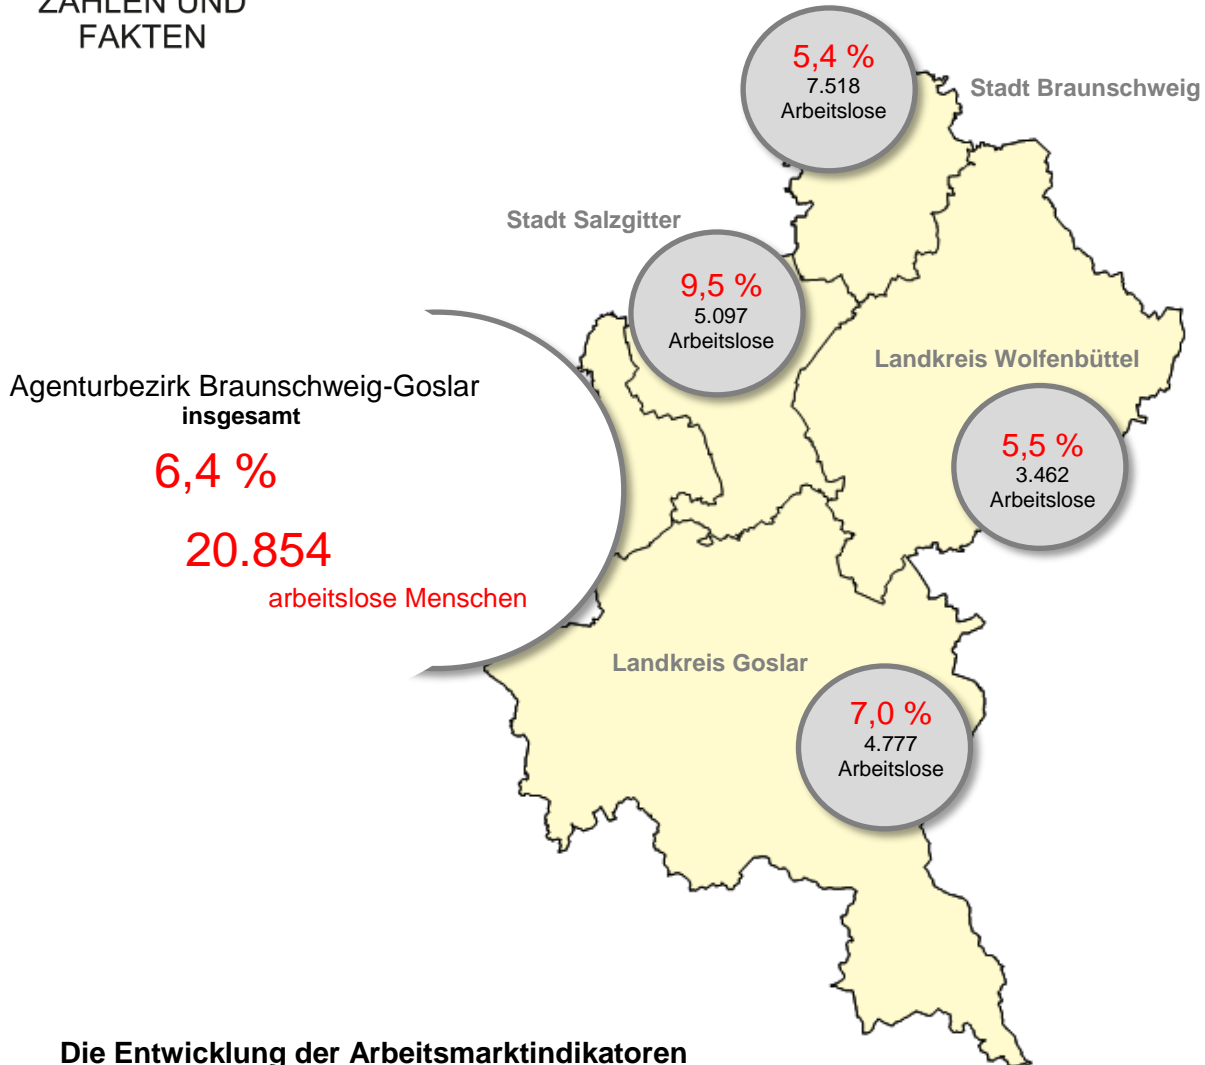 ZAHLEN UND
FAKTEN
5,4 %
7.518
Arbeitslose
Stadt Braunschweig
Stadt Salzgitter
9,5 %
5.097
Arbeitslose
Landkreis Wolfenbüttel
5,5 %
3.462
Arbeitslose
Agenturbezirk Braunschweig-Goslar
insgesamt
6,4 %
20.854
arbeitslose Menschen
Landkreis Goslar
7,0 %
4.777
Arbeitslose
Die Entwicklung der Arbeitsmarktindikatoren